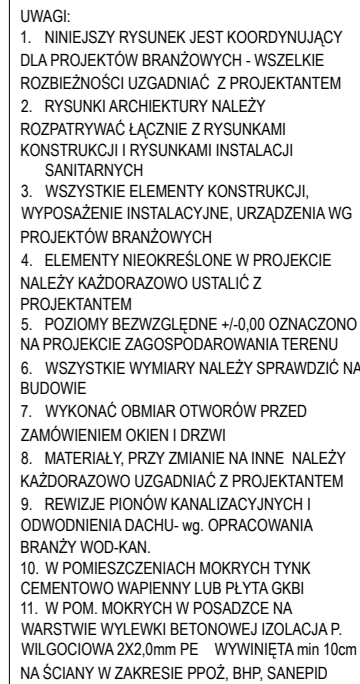 UWAGI:
1. NINIEJSZY RYSUNEK JEST KOORDYNUJĄCY
DLA PROJEKTÓW BRANŻOWYCH - WSZELKIE
ROZBIEŻNOŚCI UZGADNIAĆ Z PROJEKTANTEM
2. RYSUNKI ARCHIEKTURY NALEŻY
ROZPATRYWAĆ ŁĄCZNIE Z RYSUNKAMI
KONSTRUKCJI I RYSUNKAMI INSTALACJI
SANITARNYCH
3. WSZYSTKIE ELEMENTY KONSTRUKCJI,
WYPOSAŻENIE INSTALACYJNE, URZĄDZENIA WG
PROJEKTÓW BRANŻOWYCH
4. ELEMENTY NIEOKREŚLONE W PROJEKCIE
NALEŻY KAŻDORAZOWO USTALIĆ Z
PROJEKTANTEM
5. POZIOMY BEZWZGLĘDNE +/-0,00 OZNACZONO
NA PROJEKCIE ZAGOSPODAROWANIA TERENU
6. WSZYSTKIE WYMIARY NALEŻY SPRAWDZIĆ NA
BUDOWIE
7. WYKONAĆ OBMIAR OTWORÓW PRZED
ZAMÓWIENIEM OKIEN I DRZWI
8. MATERIAŁY, PRZY ZMIANIE NA INNE NALEŻY
KAŻDORAZOWO UZGADNIAĆ Z PROJEKTANTEM
9. REWIZJE PIONÓW KANALIZACYJNYCH I
ODWODNIENIA DACHU- wg. OPRACOWANIA
BRANŻY WOD-KAN.
10. W POMIESZCZENIACH MOKRYCH TYNK
CEMENTOWO WAPIENNY LUB PŁYTA GKBI
11. W POM. MOKRYCH W POSADZCE NA
WARSTWIE WYLEWKI BETONOWEJ IZOLACJA P.
WILGOCIOWA 2X2,0mm PE WYWINIĘTA min 10cm
NA ŚCIANY W ZAKRESIE PPOŻ, BHP, SANEPID